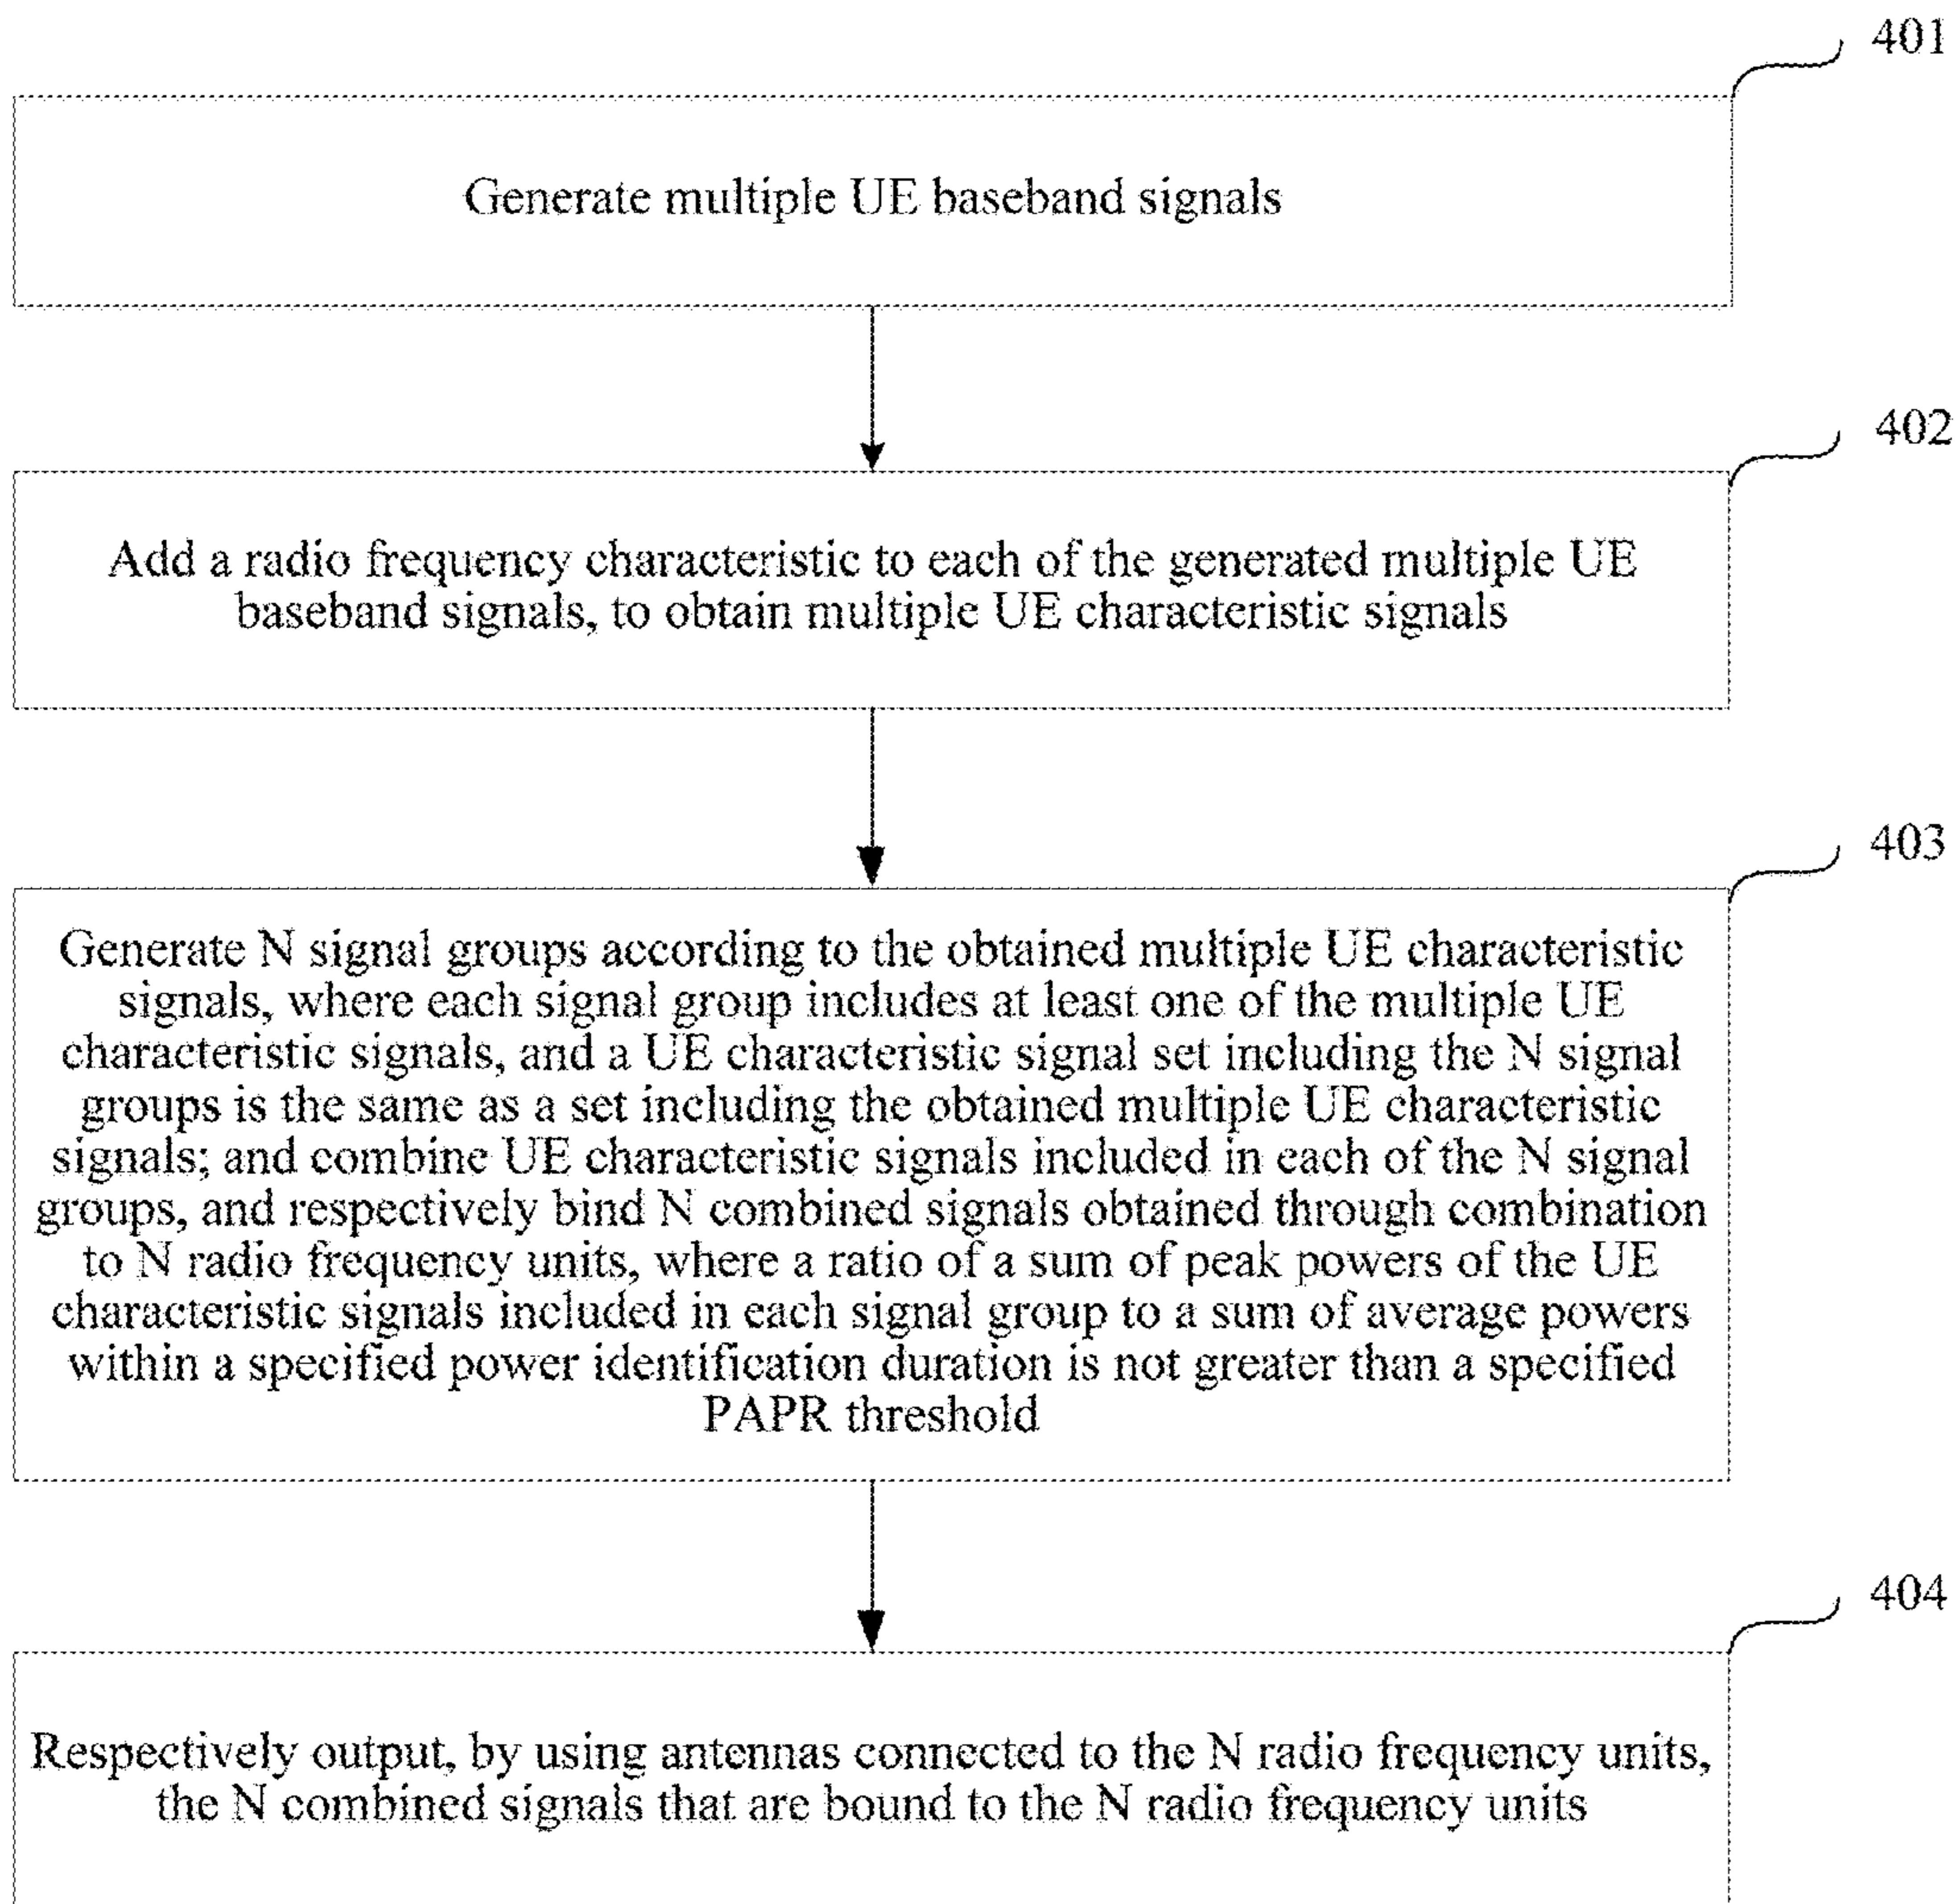 401
Generate multiple UE baseband signals
402
Add a radio frequency characteristic to each of the generated multiple UE
baseband signals, to obtain multiple UE characteristic signals
403
Generate N signal groups according to the obtained multiple UE characteristic
signals, where each signal group includes at least one of the multiple UE
characteristic signals, and a UE characteristic signal set including the N signal
groups is the same as a set including the obtained multiple UE characteristic
signals; and combine UE characteristic signals included in each of the N signal
groups, and respectively bind N combined signals obtained through combination
to N radio frequency units, where a ratio of a sum of peak powers of the UE
characteristic signals included in each signal group to a sum of average powers
within a specified power identification duration is not greater than a specified
PAPR threshold
404
Respectively output, by using antennas connected to the N radio frequency units,
the N combined signals that are bound to the N radio frequency units